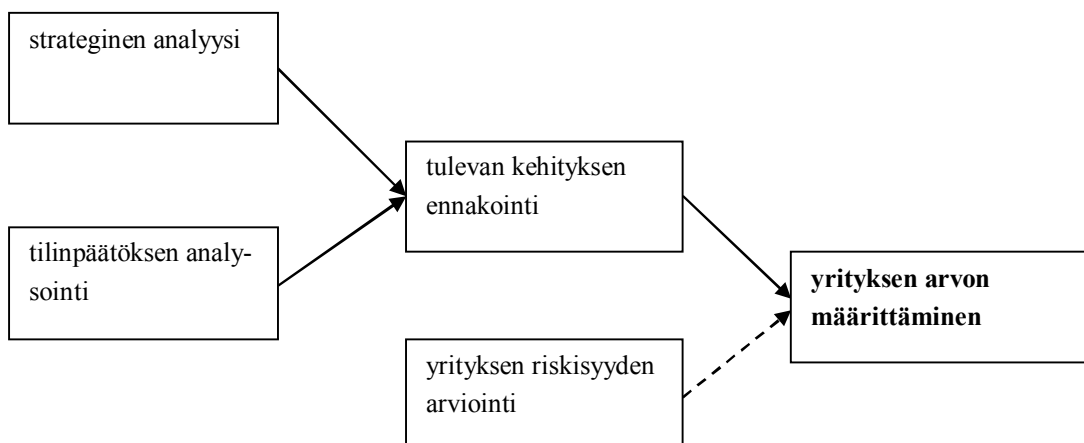 strateginen analyysi
tilinpäätöksen analy-
sointi
tulevan kehityksen
ennakointi
yrityksen riskisyyden
arviointi
yrityksen arvon
määrittäminen